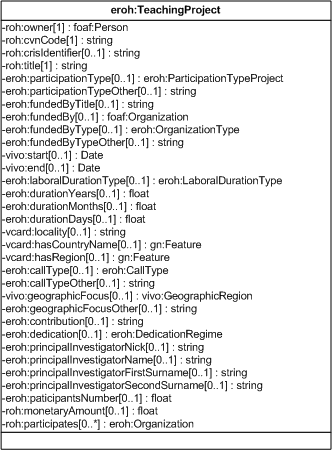 eroh:TeachingProject
-roh:owner[1] : foaf:Person
-roh:cvnCode[1] : string
-roh:crisIdentifier[0..1] : string
-roh:title[1] : string
-eroh:participationType[0..1] : eroh:ParticipationTypeProject
-eroh:participationTypeOther[0..1] : string
-eroh:fundedByTitle[0..1] : string
-eroh:fundedBy[0..1] : foaf:Organization
-eroh:fundedByType[0..1] : eroh:OrganizationType
-eroh:fundedByTypeOther[0..1] : string
-vivo:start[0..1] : Date
-vivo:end[0..1] : Date
-eroh:laboralDurationType[0..1] : eroh:LaboralDurationType
-eroh:durationYears[0..1] : float
-eroh:durationMonths[0..1] : float
-eroh:durationDays[0..1] : float
-vcard:locality[0..1] : string
-vcard:hasCountryName[0..1] : gn:Feature
-vcard:hasRegion[0..1] : gn:Feature
-eroh:callType[0..1] : eroh:CallType
-eroh:callTypeOther[0..1] : string
-vivo:geographicFocus[0..1] : vivo:GeographicRegion
-eroh:geographicFocusOther[0..1] : string
-eroh:contribution[0..1] : string
-eroh:dedication[0..1] : eroh:DedicationRegime
-eroh:principalInvestigatorNick[0..1] : string
-eroh:principalInvestigatorName[0..1] : string
-eroh:principalInvestigatorFirstSurname[0..1] : string
-eroh:principalInvestigatorSecondSurname[0..1] : string
-eroh:paticipantsNumber[0..1] : float
-roh:monetaryAmount[0..1] : float
-roh:participates[0..*] : eroh:Organization